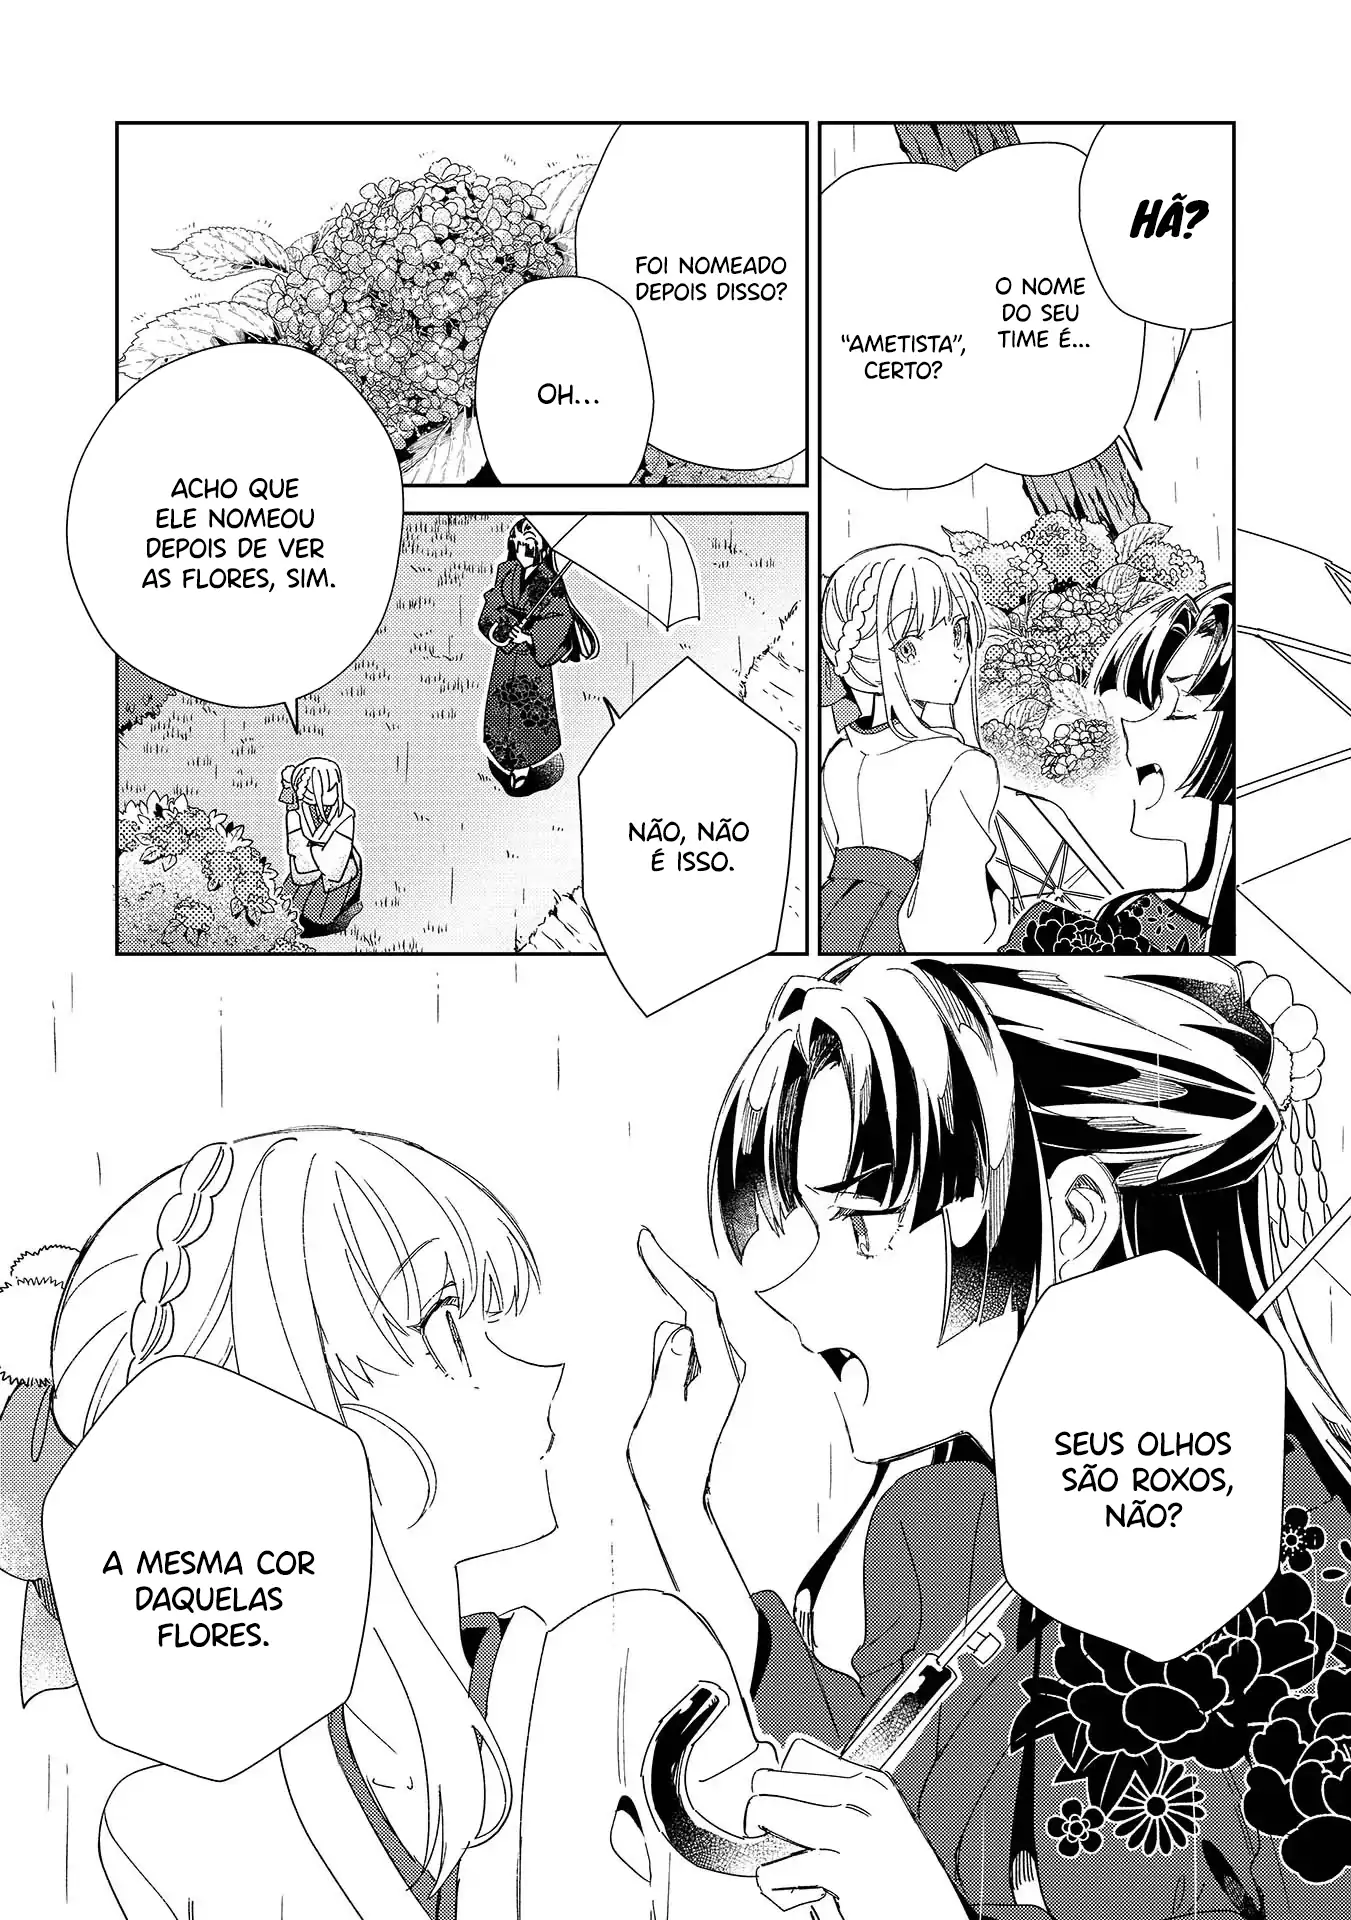 HÃ?
O NOME
DO SEU
TIME É...
“AMETISTA”,
CERTO?
FOI NOMEADO
DEPOIS DISSO?
OH...
ACHO QUE
ELE NOMEOU
DEPOIS DE VER
AS FLORES, SIM.
NÃO, NÃO
É ISSO.
SEUS OLHOS
SÃO ROXOS,
NÃO?
A MESMA COR
DAQUELAS
FLORES.